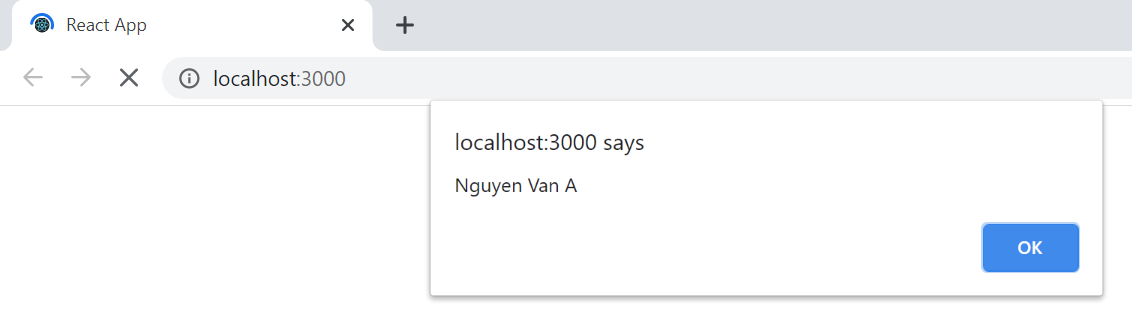 React App
localhost:3000
localhost:3000 says
Nguyen Van A
OK